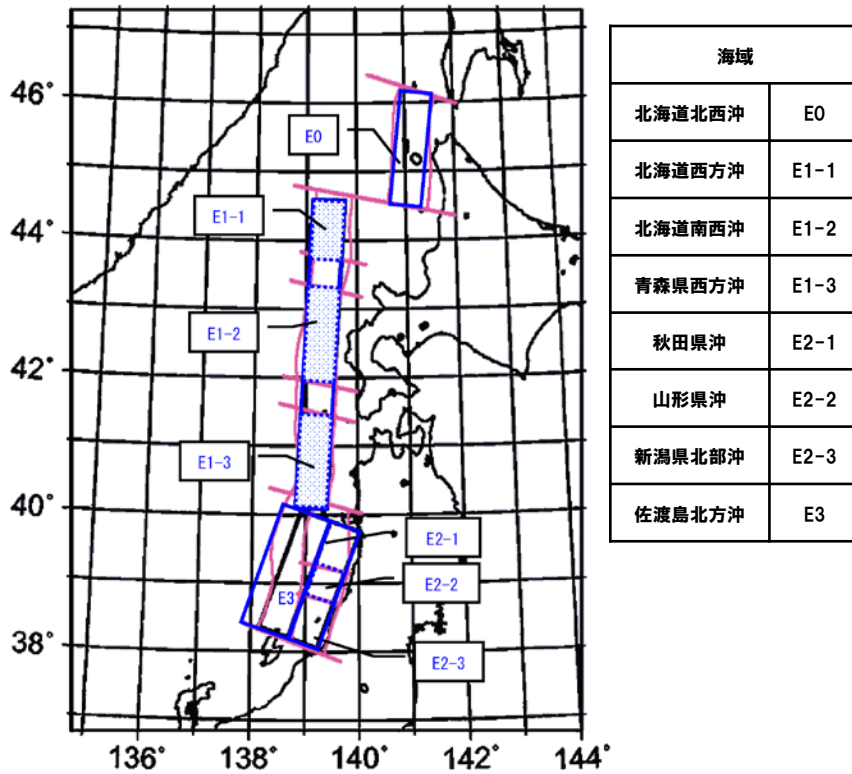 46°
44°
42°
40°
38°
136°
138°
140°
142°
144°
E0
E1-1
E1-2
E1-3
E2-1
E2-2
E3
E2-3
海域
北海道北西沖 E0
北海道西方沖 E1-1
北海道南西沖 E1-2
青森県西方沖 E1-3
秋田県沖 E2-1
山形県沖 E2-2
新潟県北部沖 E2-3
佐渡島北方沖 E3